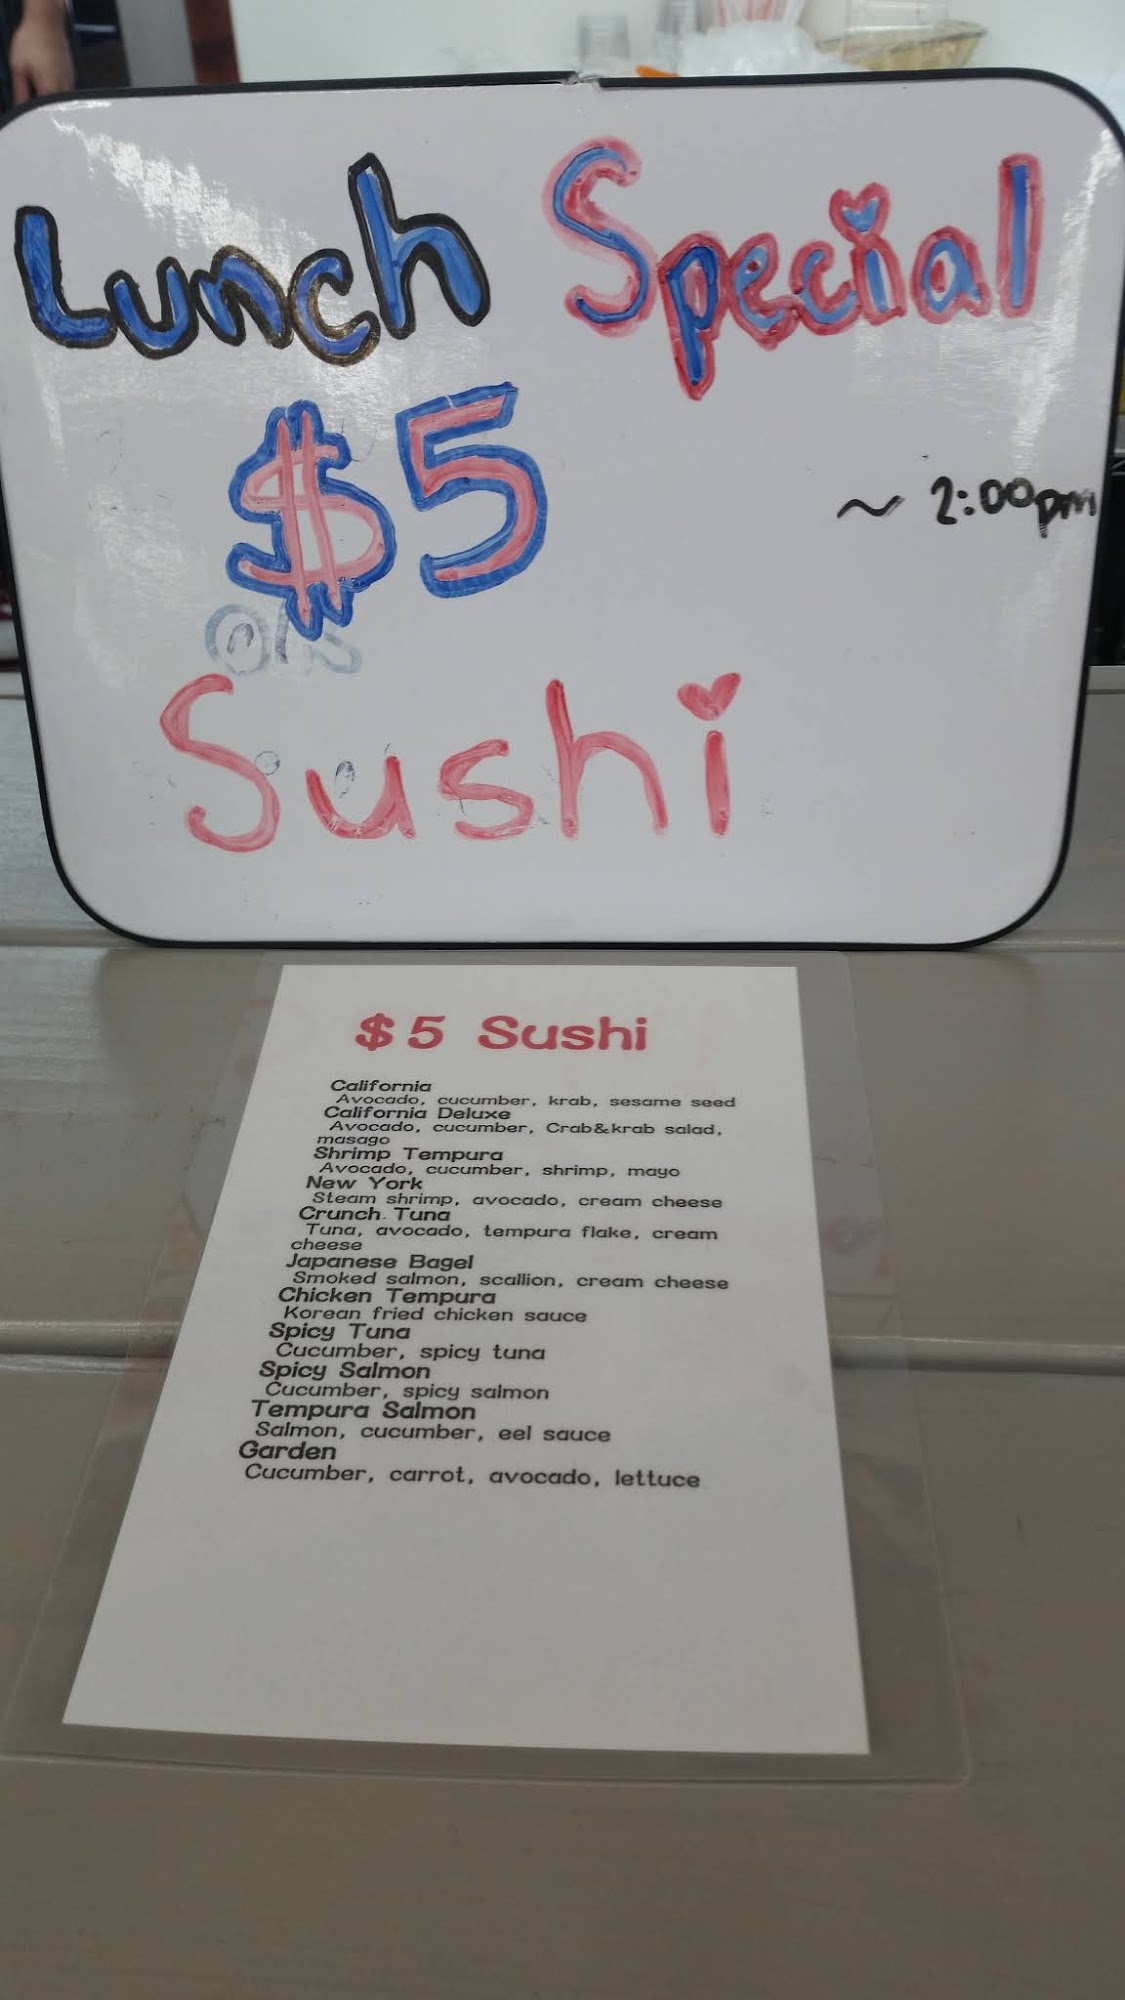 Lunch Special
$5
~ 2:00pm
Sushi
$5 Sushi
California
Avocado, cucumber, krab, sesame seed
California Deluxe
Avocado, cucumber, Crab&krab salad,
masago
Shrimp Tempura
Avocado, cucumber, shrimp, mayo
New York
Steam shrimp, avocado, cream cheese
Crunch Tuna
Tuna, avocado, tempura flake, cream
cheese
Japanese Bagel
Smoked salmon, scallion, cream cheese
Chicken Tempura
Korean fried chicken sauce
Spicy Tuna
Cucumber, spicy tuna
Spicy Salmon
Cucumber, spicy salmon
Tempura Salmon
Salmon, cucumber, eel sauce
Garden
Cucumber, carrot, avocado, lettuce